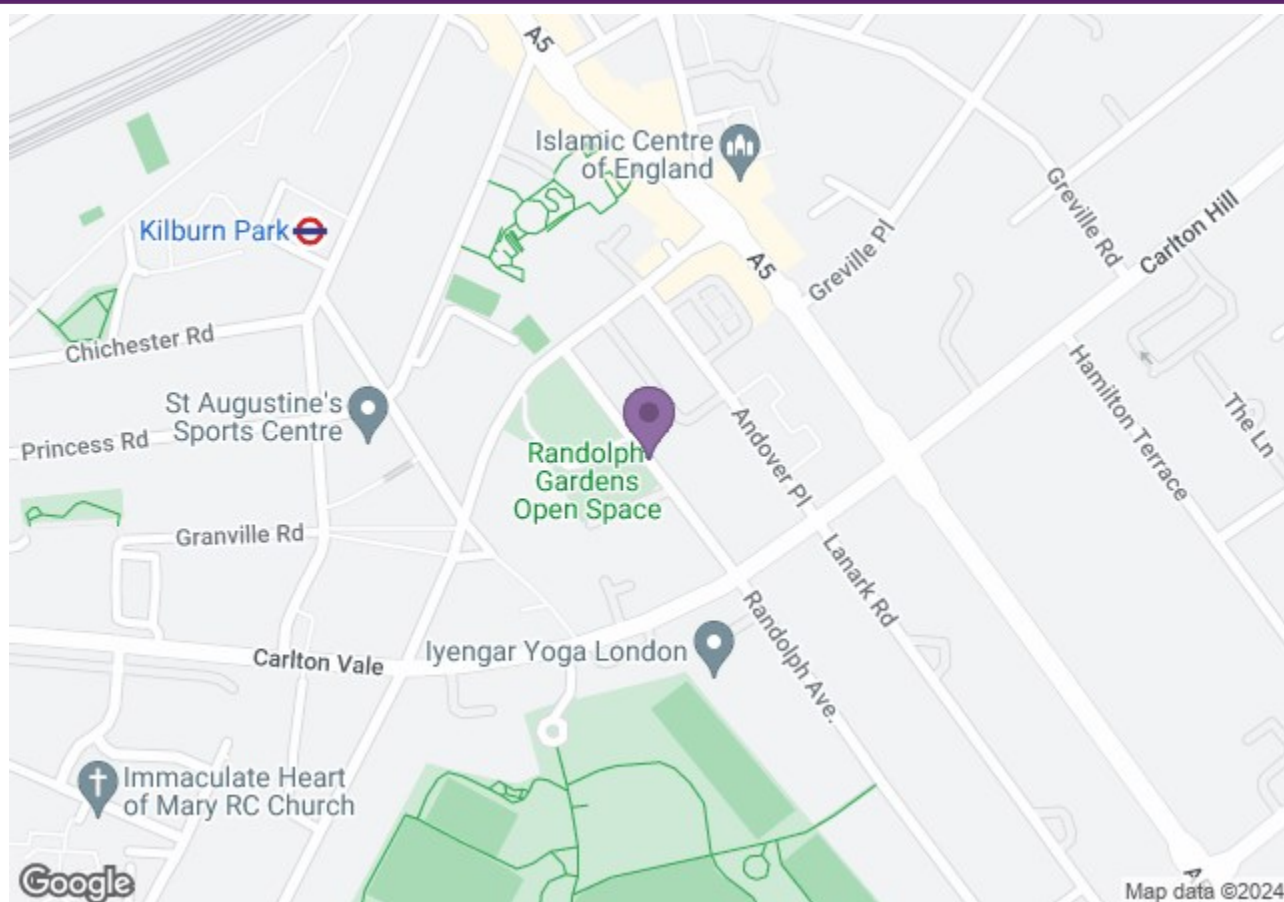 A5
Islamic Centre
of England
Greville Rd
Carlton Hill
Kilburn Park
A5
Greville Pl
Chichester Rd
Hamilton Terrace
The Ln
St Augustine's
Sports Centre
Princess Rd
Andover Pl
Randolph
Gardens
Open Space
Granville Rd
Lanark Rd
Randolph Ave.
Carlton Vale
Iyengar Yoga London
Immaculate Heart
of Mary RC Church
Google
Map data ©2024